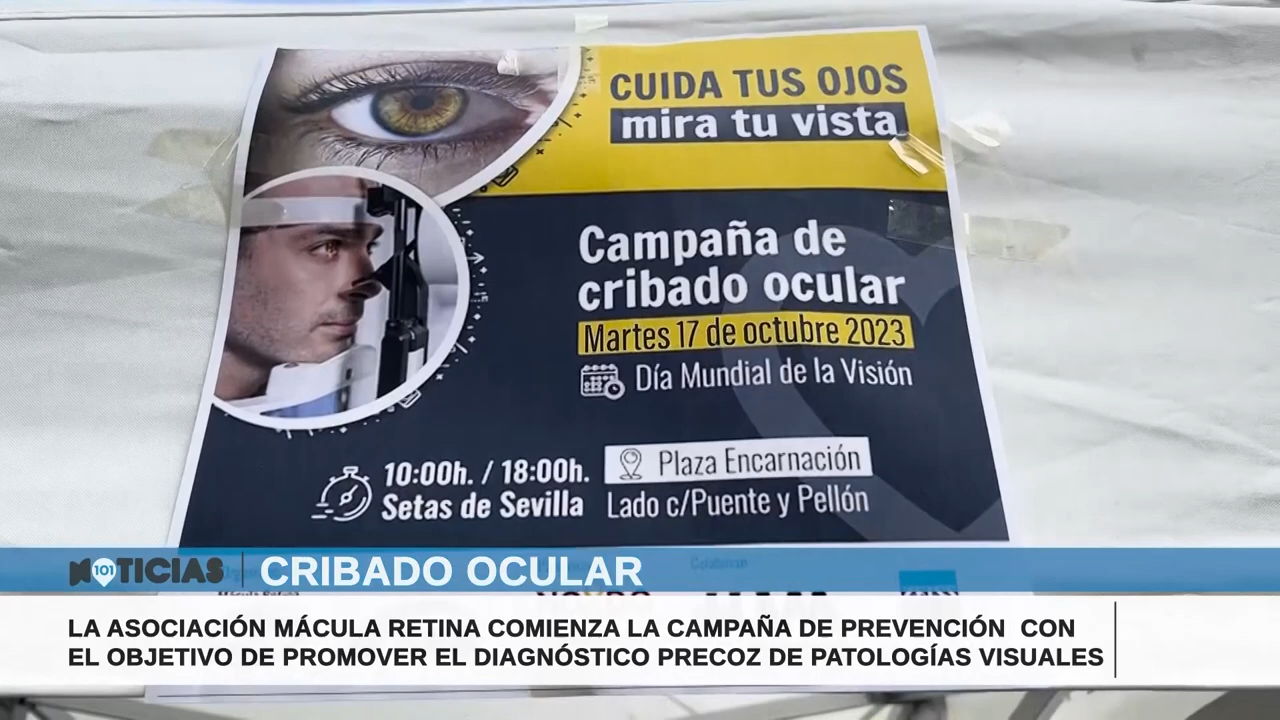 CUIDA TUS OJOS
mira tu vista
Campaña de
cribado ocular
Martes 17 de octubre 2023
Día Mundial de la Visión
10:00h. / 18:00h.
Setas de Sevilla
Plaza Encarnación
Lado c/Puente y Pellón
Colaboran
NOTICIAS
101
CRIBADO OCULAR
LA ASOCIACIÓN MÁCULA RETINA COMIENZA LA CAMPAÑA DE PREVENCIÓN CON
EL OBJETIVO DE PROMOVER EL DIAGNÓSTICO PRECOZ DE PATOLOGÍAS VISUALES